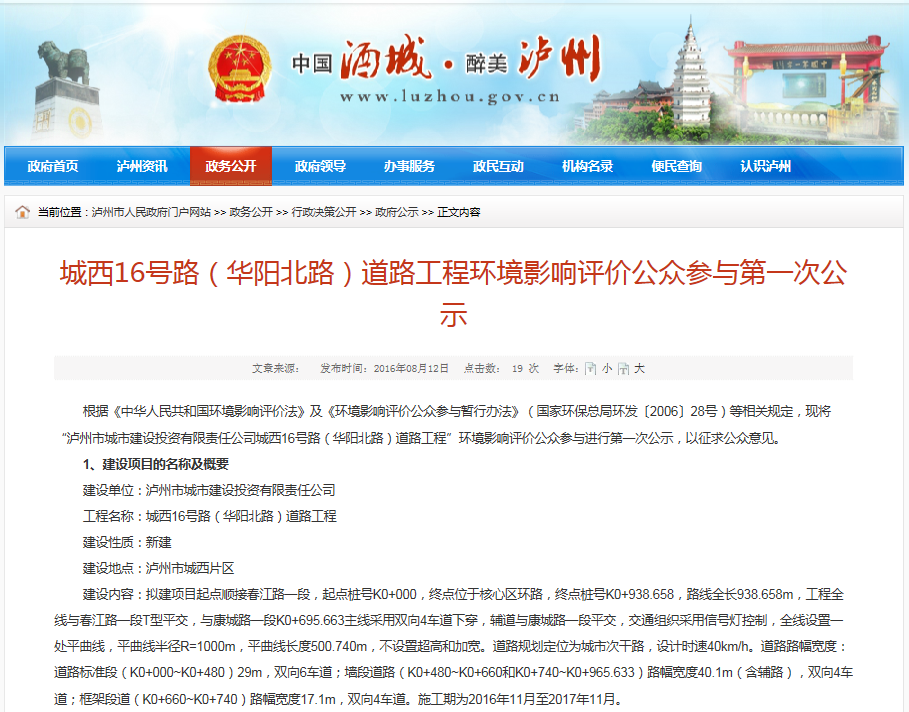 中国 酒城·醉美 泸州
www.luzhou.gov.cn
政府首页 泸州资讯 政务公开 政府领导 办事服务 政民互动 机构名录 便民查询 认识泸州
当前位置：泸州市人民政府门户网站 >> 政务公开 >> 行政决策公开 >> 政府公示 >> 正文内容
城西16号路（华阳北路）道路工程环境影响评价公众参与第一次公
示
文章来源： 发布时间：2016年08月12日 点击数： 19 次 字体： 小 大
根据《中华人民共和国环境影响评价法》及《环境影响评价公众参与暂行办法》（国家环保总局环发［2006］28号）等相关规定，现将
“泸州市城市建设投资有限责任公司城西16号路（华阳北路）道路工程”环境影响评价公众参与进行第一次公示，以征求公众意见。
1、建设项目的名称及概要
建设单位：泸州市城市建设投资有限责任公司
工程名称：城西16号路（华阳北路）道路工程
建设性质：新建
建设地点：泸州市城西片区
建设内容：拟建项目起点顺接春江路一段，起点桩号K0+000，终点位于核心区环路，终点桩号K0+938.658，路线全长938.658m，工程全
线与春江路一段T型平交，与康城路一段K0+695.663主线采用双向4车道下穿，辅道与康城路一段平交，交通组织采用信号灯控制，全线设置一
处平曲线，平曲线半径R=1000m，平曲线长度500.740m，不设置超高和加宽。道路规划定位为城市次干路，设计时速40km/h。道路路幅宽度：
道路标准段（K0+000~K0+480）29m，双向6车道；墙段道路（K0+480~K0+660和K0+740~K0+965.633）路幅宽度40.1m（含辅路），双向4车
道；框架段道（K0+660~K0+740）路幅宽度17.1m，双向4车道。施工期为2016年11月至2017年11月。